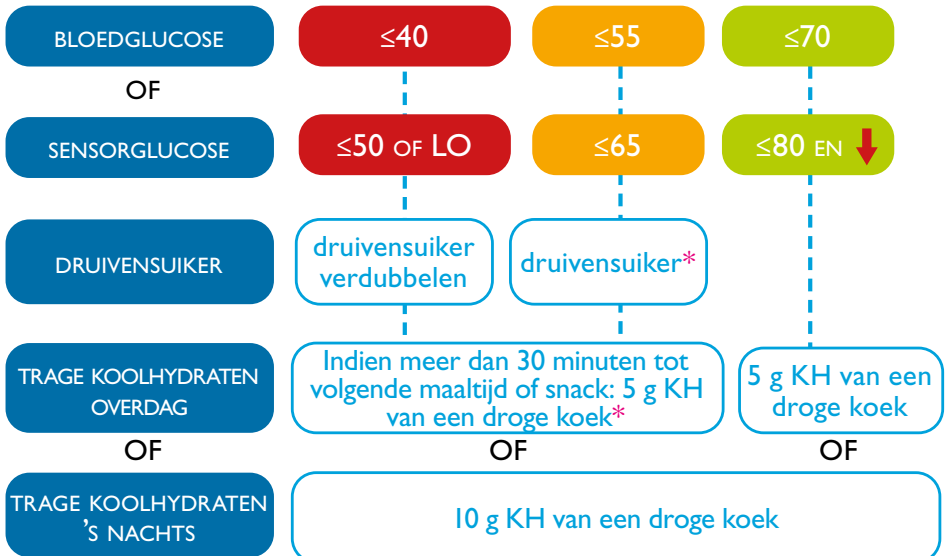 BLOEDGLUCOSE ≤40 ≤55 ≤70
OF
SENSORGLUCOSE ≤50 OF LO ≤65 ≤80 EN
DRUIVENSUIKER
druivensuiker
verdubbelen
druivensuiker*
TRAGE KOOLHYDRATEN
OVERDAG
Indien meer dan 30 minuten tot
volgende maaltijd of snack: 5 g KH
van een droge koek*
5 g KH van een
droge koek
OF OF OF
TRAGE KOOLHYDRATEN
'S NACHTS
10 g KH van een droge koek